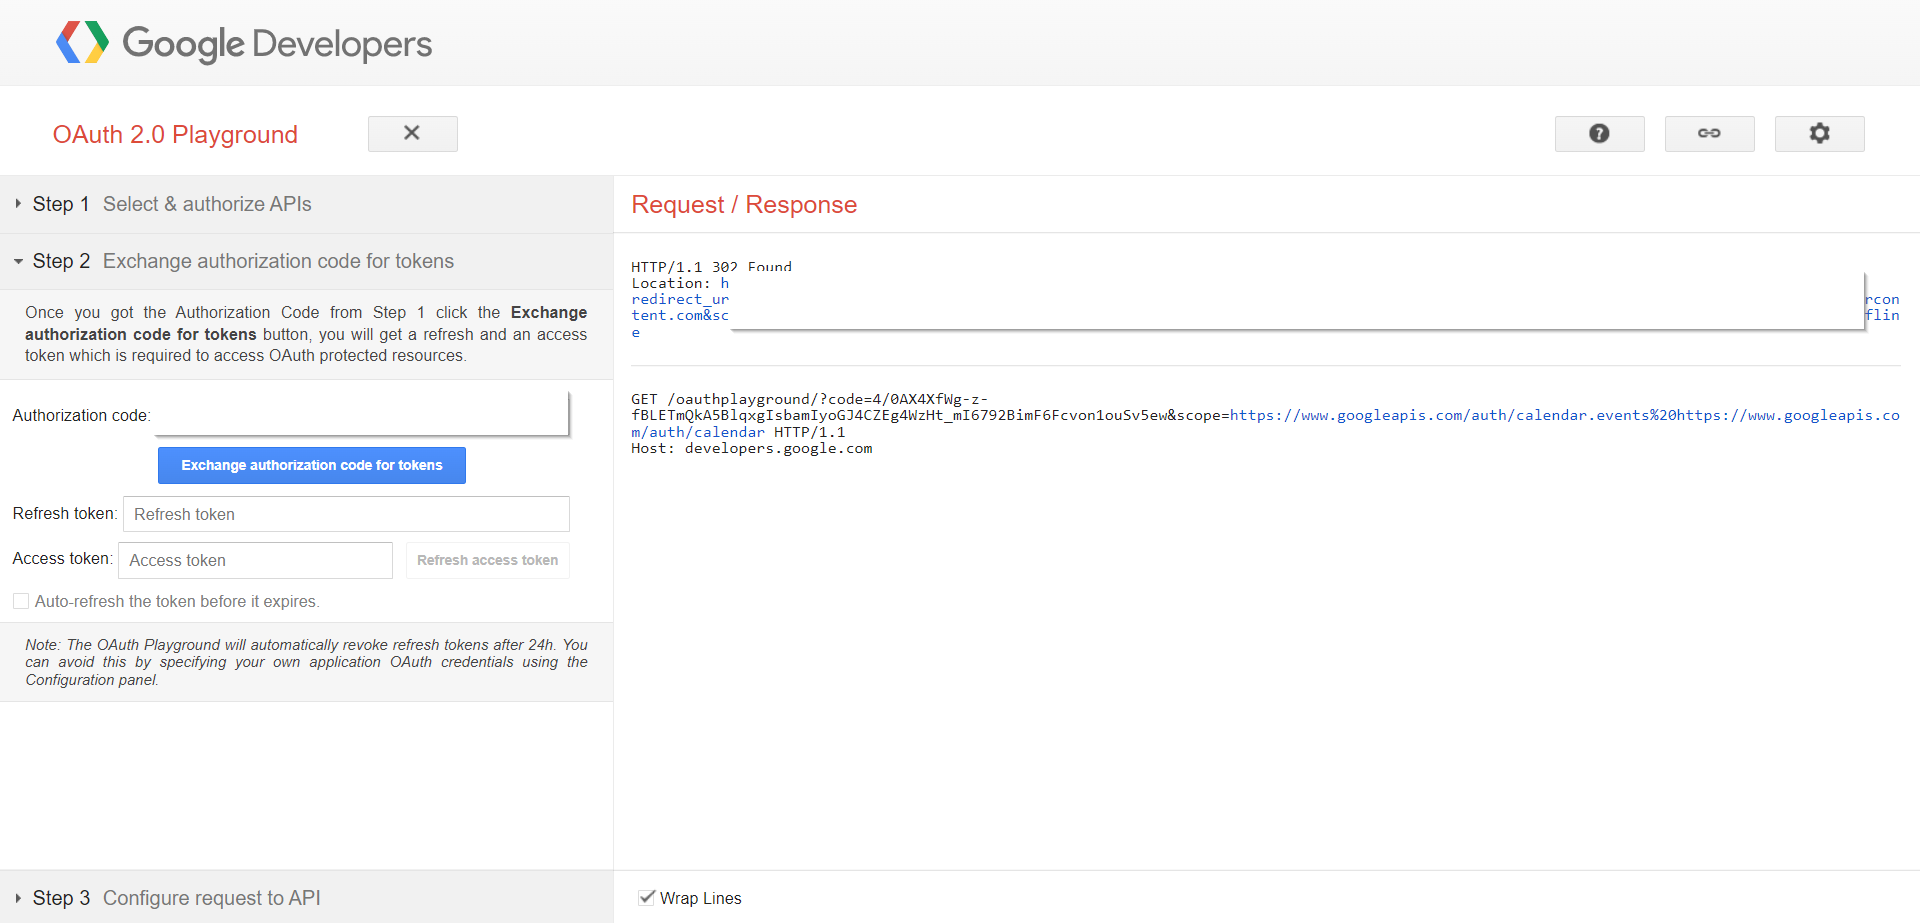 Google Developers
OAuth 2.0 Playground
Step 1 Select & authorize APIs
Step 2 Exchange authorization code for tokens
Once you got the Authorization Code from Step 1 click the Exchange
authorization code for tokens button, you will get a refresh and an access
token which is required to access OAuth protected resources.
Authorization code:
Exchange authorization code for tokens
Refresh token: Refresh token
Access token: Access token Refresh access token
Auto-refresh the token before it expires.
Note: The OAuth Playground will automatically revoke refresh tokens after 24h. You
can avoid this by specifying your own application OAuth credentials using the
Configuration panel.
Step 3 Configure request to API
Request / Response
HTTP/1.1 302 Found
Location: h
redirect_ur rcon
tent.com&sc flin
e
GET /oauthplayground/?code=4/0AX4XfWg-z-
fBLETmQkA5BlqxgIsbamIyoGJ4CZEg4WzHt_mI6792BimF6Fcvon1ouSv5ew&scope=https://www.googleapis.com/auth/calendar.events%20https://www.googleapis.co
m/auth/calendar HTTP/1.1
Host: developers.google.com
Wrap Lines